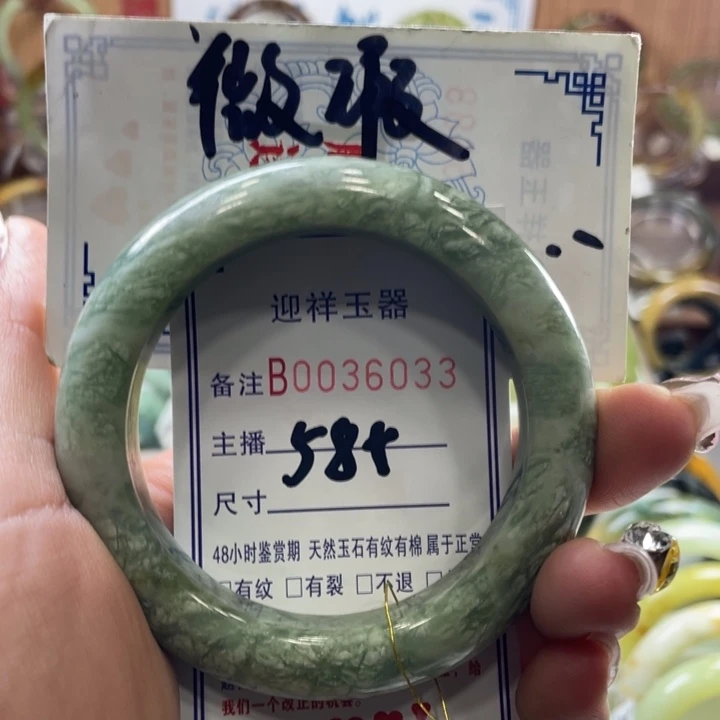 微瑕
迎祥玉器
备注B0036033
主播 58+
尺寸
48小时鉴赏期 天然玉石有纹有棉 属于正常
□有纹 □有裂 □不退 □
我们一个改正的机会。